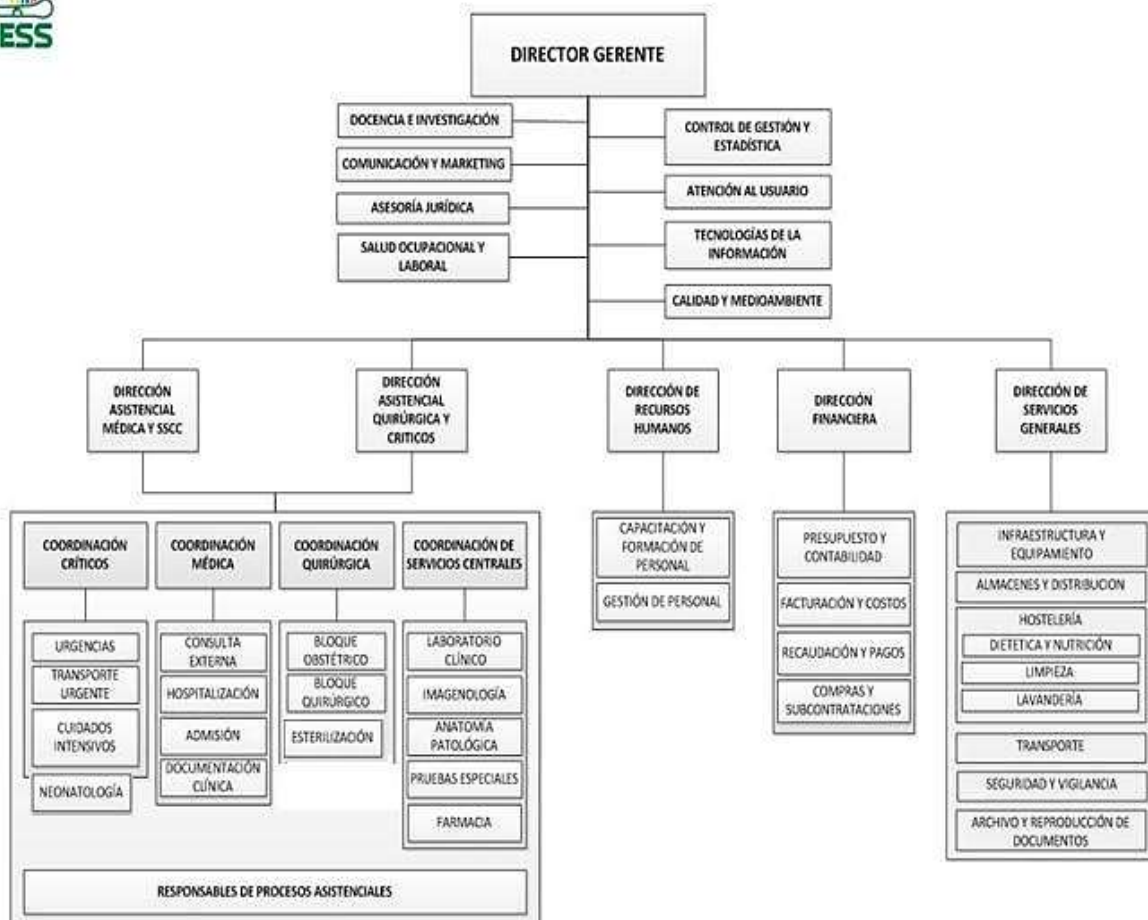 ESS
DIRECTOR GERENTE
DOCENCIA E INVESTIGACIÓN
COMUNICACIÓN Y MARKETING
ASESORÍA JURÍDICA
SALUD OCUPACIONAL Y
LABORAL
CONTROL DE GESTIÓN Y
ESTADÍSTICA
ATENCIÓN AL USUARIO
TECNOLOGÍAS DE LA
INFORMACIÓN
CALIDAD Y MEDIOAMBIENTE
DIRECCIÓN
ASISTENCIAL
MÉDICA Y SSCC
DIRECCIÓN
ASISTENCIAL
QUIRÚRGICA Y
CRITICOS
DIRECCIÓN DE
RECURSOS
HUMANOS
DIRECCIÓN
FINANCIERA
DIRECCIÓN DE
SERVICIOS
GENERALES
COORDINACIÓN
CRÍTICOS
URGENCIAS
TRANSPORTE
URGENTE
CUIDADOS
INTENSIVOS
NEONATOLOGÍA
COORDINACIÓN
MÉDICA
CONSULTA
EXTERNA
HOSPITALIZACIÓN
ADMISIÓN
DOCUMENTACIÓN
CLÍNICA
COORDINACIÓN
QUIRÚRGICA
BLOQUE
OBSTÉTRICO
BLOQUE
QUIRÚRGICO
ESTERILIZACIÓN
COORDINACIÓN DE
SERVICIOS CENTRALES
LABORATORIO
CLÍNICO
IMAGENOLOGÍA
ANATOMÍA
PATOLÓGICA
PRUEBAS ESPECIALES
FARMACIA
RESPONSABLES DE PROCESOS ASISTENCIALES
CAPACITACIÓN Y
FORMACIÓN DE
PERSONAL
GESTIÓN DE PERSONAL
PRESUPUESTO Y
CONTABILIDAD
FACTURACIÓN Y COSTOS
RECAUDACIÓN Y PAGOS
COMPRAS Y
SUBCONTRATACIONES
INFRAESTRUCTURA Y
EQUIPAMIENTO
ALMACENES Y DISTRIBUCION
HOSTELERÍA
DIETETICA Y NUTRICIÓN
LIMPIEZA
LAVANDERÍA
TRANSPORTE
SEGURIDAD Y VIGILANCIA
ARCHIVO Y REPRODUCCIÓN DE
DOCUMENTOS